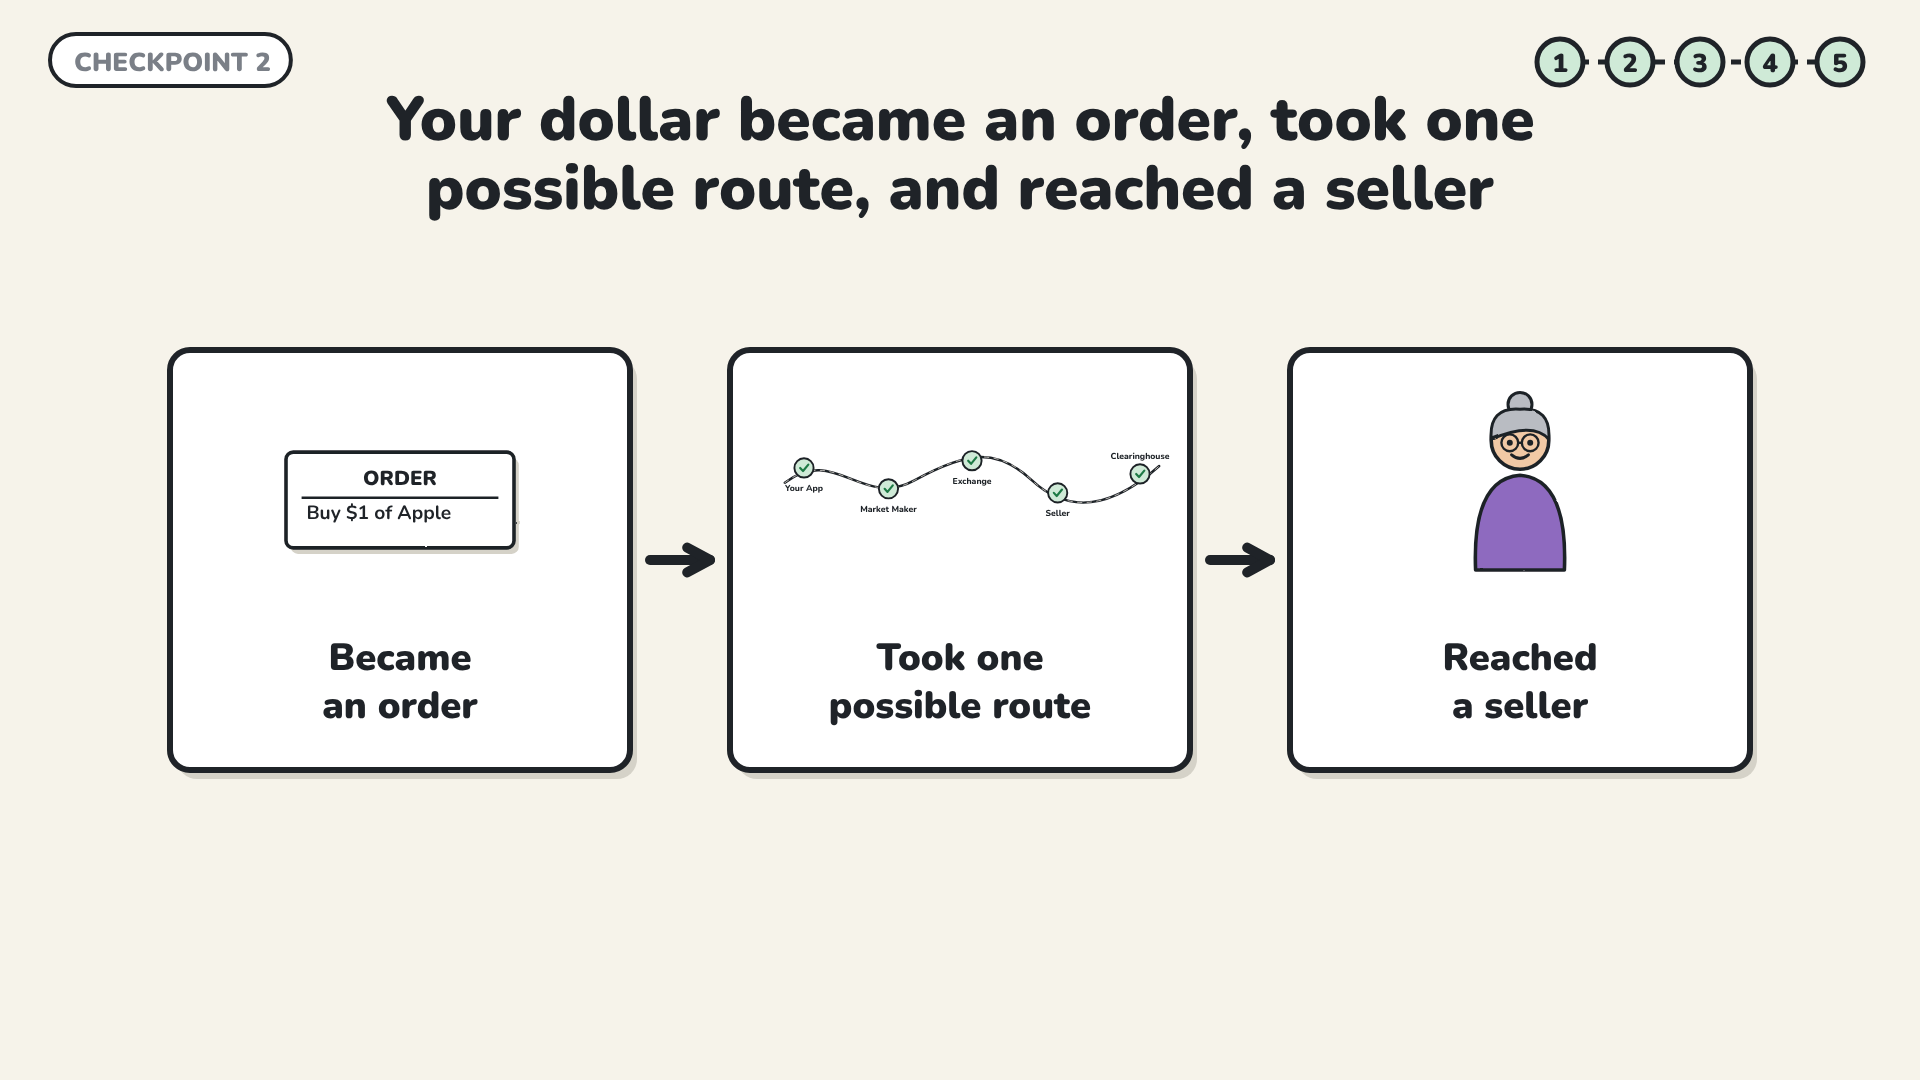 CHECKPOINT 2
1 2 3 4 5
Your dollar became an order, took one
possible route, and reached a seller
ORDER
Buy $1 of Apple
Became
an order
Your App
Market Maker
Exchange
Seller
Clearinghouse
Took one
possible route
Reached
a seller